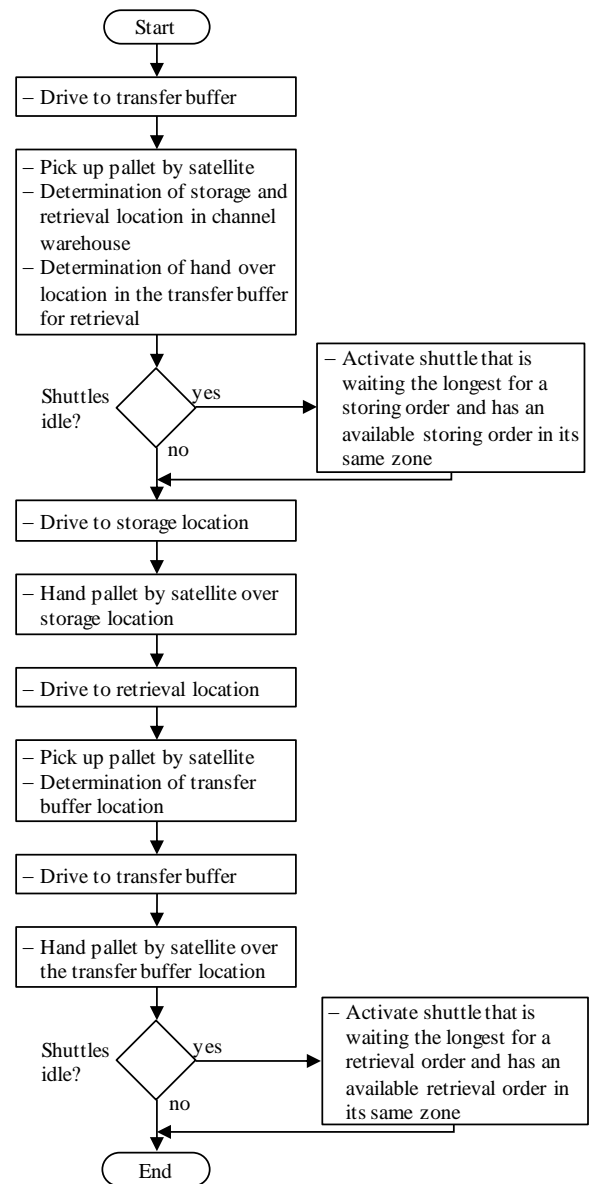 Start
– Drive to transfer buffer
– Pick up pallet by satellite
– Determination of storage and
retrieval location in channel
warehouse
– Determination of hand over
location in the transfer buffer
for retrieval
Shuttles
idle?
yes
no
– Activate shuttle that is
waiting the longest for a
storing order and has an
available storing order in its
same zone
– Drive to storage location
– Hand pallet by satellite over
storage location
– Drive to retrieval location
– Pick up pallet by satellite
– Determination of transfer
buffer location
– Drive to transfer buffer
– Hand pallet by satellite over
the transfer buffer location
Shuttles
idle?
yes
no
– Activate shuttle that is
waiting the longest for a
retrieval order and has an
available retrieval order in
its same zone
End